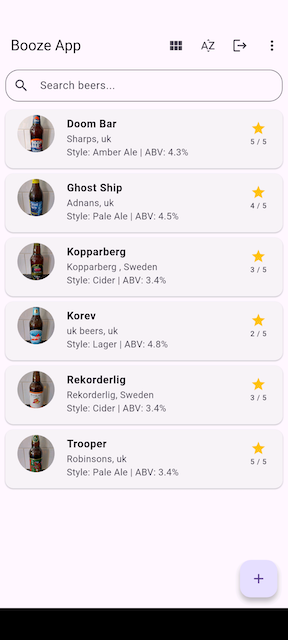 Booze App
AZ
Search beers...
Doom Bar
Sharps, uk
Style: Amber Ale | ABV: 4.3%
5 / 5
Ghost Ship
Adnans, uk
Style: Pale Ale | ABV: 4.5%
4 / 5
Kopparberg
Kopparberg , Sweden
Style: Cider | ABV: 3.4%
3 / 5
Korev
uk beers, uk
Style: Lager | ABV: 4.8%
2 / 5
Rekorderlig
Rekorderlig, Sweden
Style: Cider | ABV: 3.4%
3 / 5
Trooper
Robinsons, uk
Style: Pale Ale | ABV: 3.4%
5 / 5
+